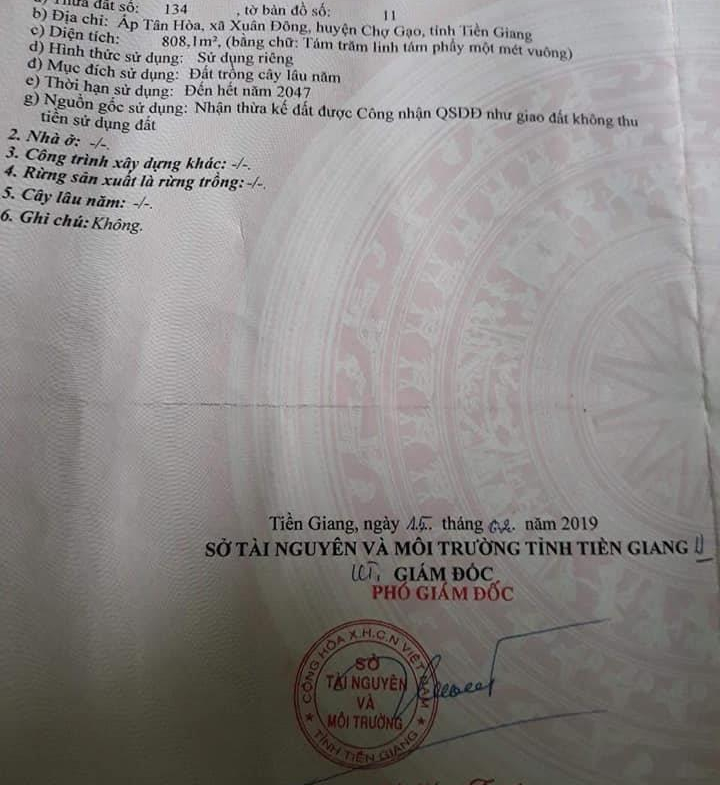 Thửa đất số: 134 , tờ bản đồ số: 11
b) Địa chỉ: Ấp Tân Hòa, xã Xuân Đông, huyện Chợ Gạo, tỉnh Tiền Giang
c) Diện tích: 808,1m², (bằng chữ: Tám trăm linh tám phẩy một mét vuông)
d) Hình thức sử dụng: Sử dụng riêng
đ) Mục đích sử dụng: Đất trồng cây lâu năm
e) Thời hạn sử dụng: Đến hết năm 2047
g) Nguồn gốc sử dụng: Nhận thừa kế đất được Công nhận QSDĐ như giao đất không thu
tiền sử dụng đất
2. Nhà ở: -/-.
3. Công trình xây dựng khác: -/-.
4. Rừng sản xuất là rừng trồng: -/-.
5. Cây lâu năm: -/-.
6. Ghi chú: Không.
Tiền Giang, ngày 15. tháng 02. năm 2019
SỞ TÀI NGUYÊN VÀ MÔI TRƯỜNG TỈNH TIỀN GIANG
KT, GIÁM ĐỐC
PHÓ GIÁM ĐỐC
CỘNG HÒA X.H.C.N VIỆT NAM
SỞ
TÀI NGUYÊN
VÀ
MÔI TRƯỜNG
TỈNH TIỀN GIANG